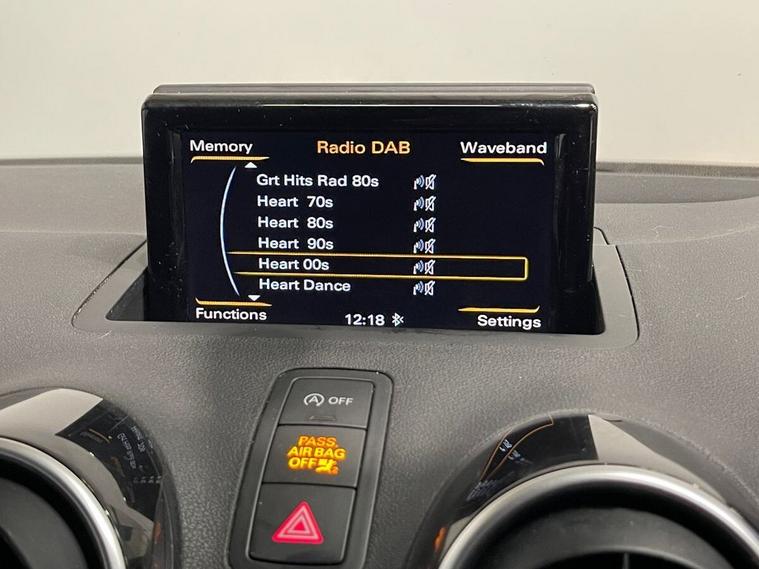 Memory Radio DAB Waveband
Grt Hits Rad 80s
Heart 70s
Heart 80s
Heart 90s
Heart 00s
Heart Dance
Functions 12:18 Settings
A OFF
PASS.
AIR BAG
OFF